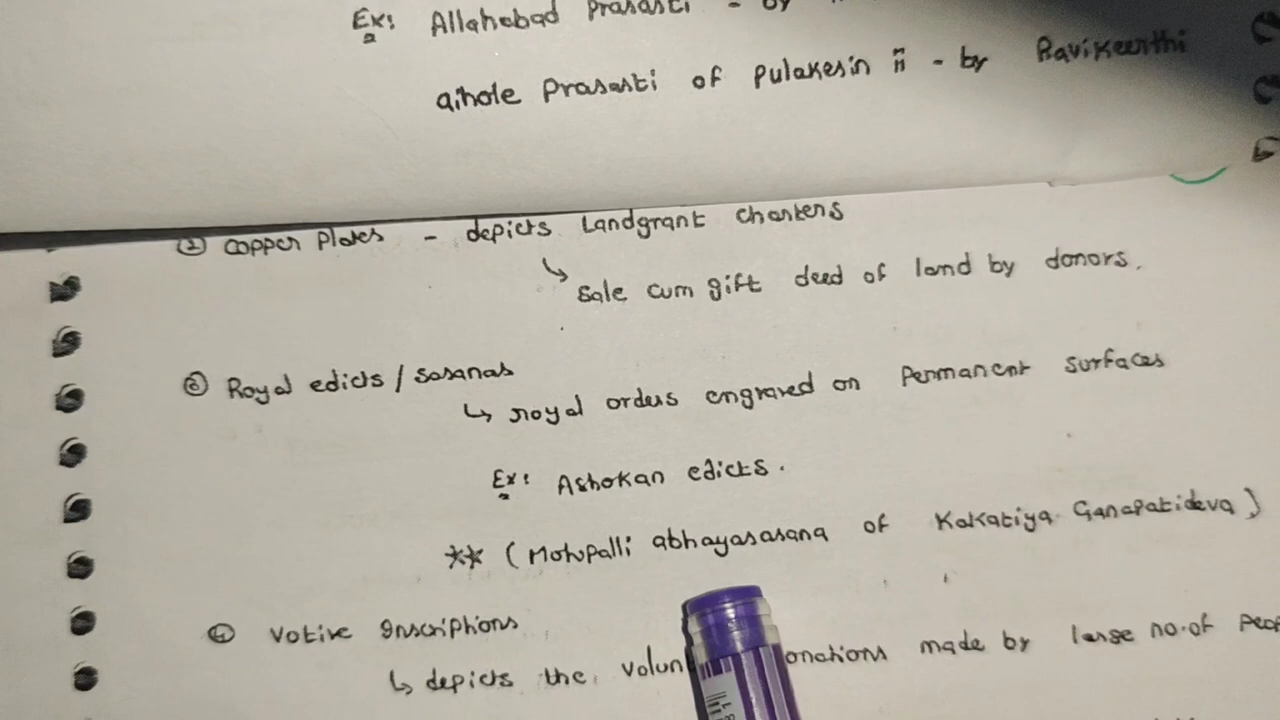 Ex: Allahabad Prasasti - by
aihole Prasasti of Pulakesin ii - by Ravikeerthi
② Copper Plates - depicts Landgrant charters
↳ Sale cum gift deed of land by donors.
③ Royal edicts / Sasanas
↳ royal orders engraved on Permanent surfaces
Ex: Ashokan edicts.
** (Motupalli abhayasasana of Kakatiya Ganapatideva)
④ Votive Inscriptions
↳ depicts the made by large no. of